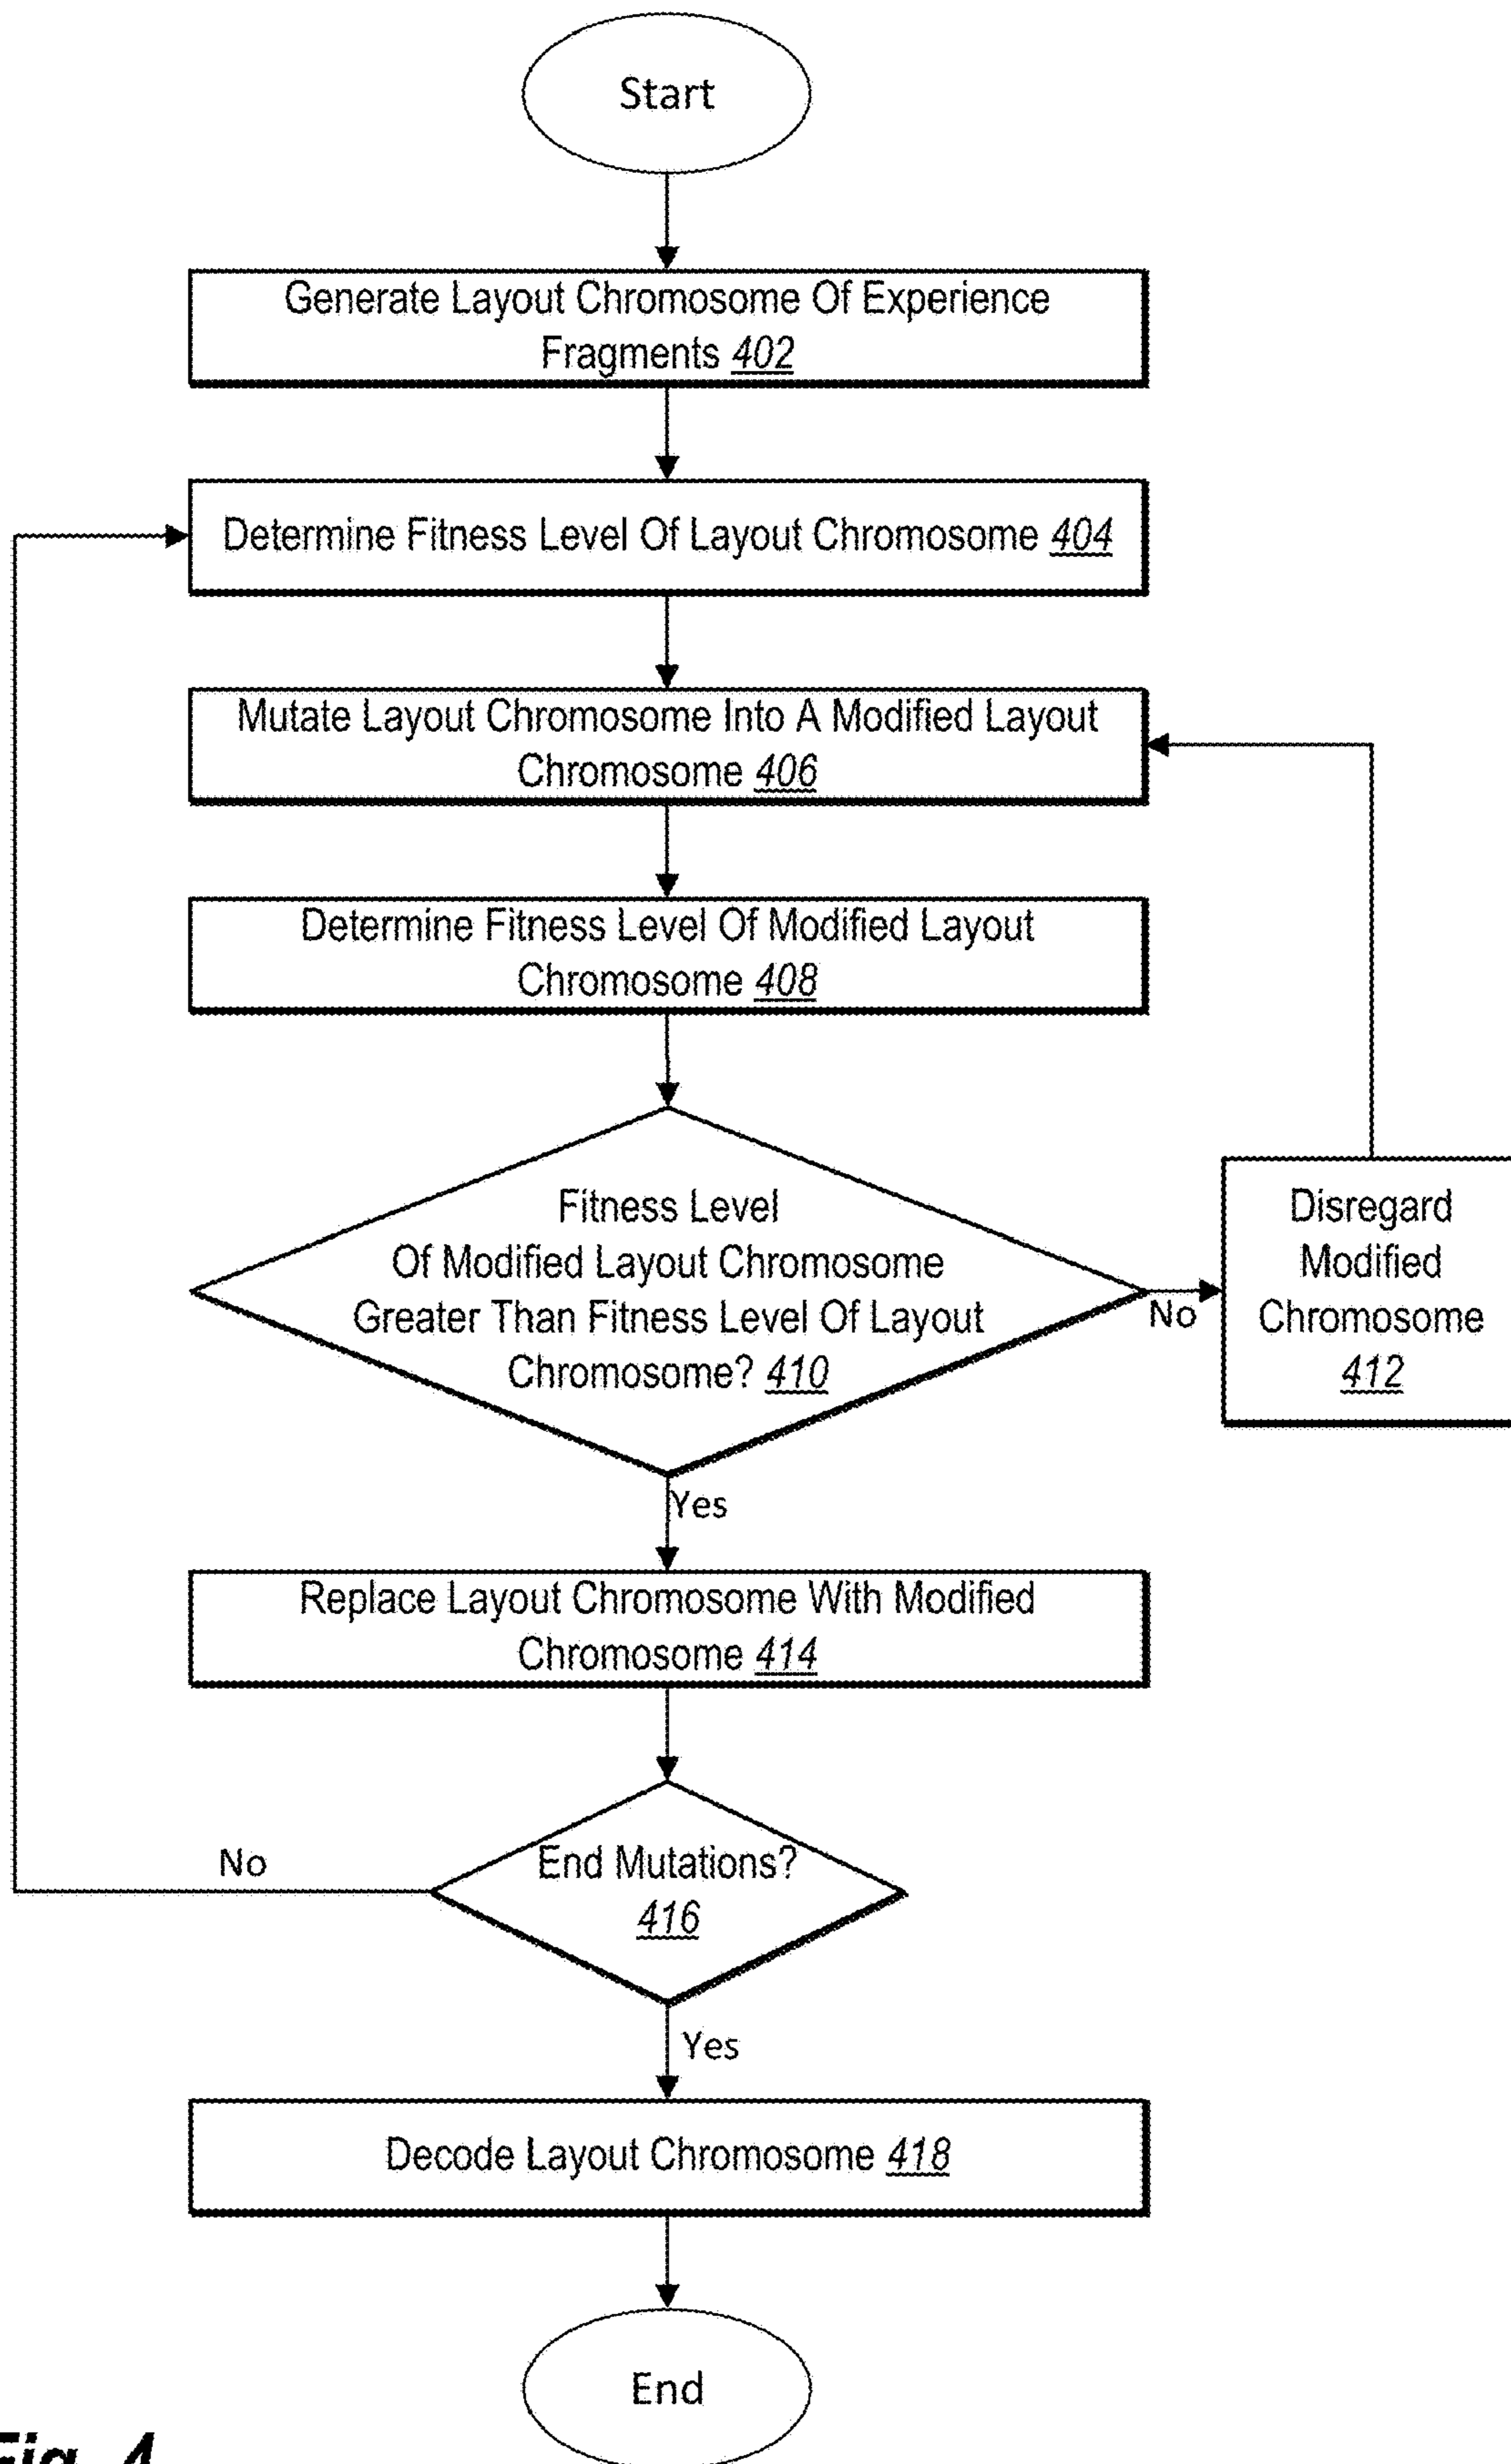 Start
Generate Layout Chromosome Of Experience
Fragments 402
Determine Fitness Level Of Layout Chromosome 404
Mutate Layout Chromosome Into A Modified Layout
Chromosome 406
Determine Fitness Level Of Modified Layout
Chromosome 408
Fitness Level
Of Modified Layout Chromosome
Greater Than Fitness Level Of Layout
Chromosome? 410
No
Disregard
Modified
Chromosome
412
Yes
Replace Layout Chromosome With Modified
Chromosome 414
End Mutations?
416
No
Yes
Decode Layout Chromosome 418
End
Fig. 4